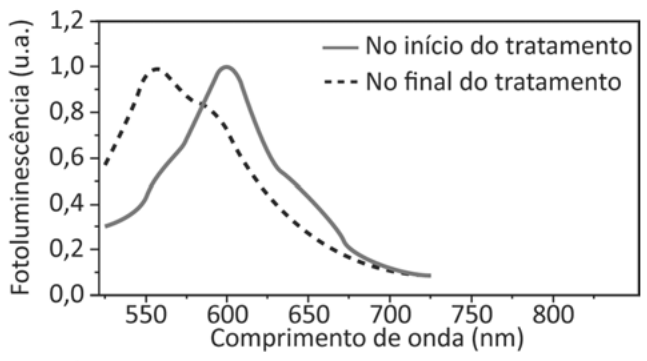 Fotoluminescência (u.a.)
1,2
1,0
0,8
0,6
0,4
0,2
0,0
No início do tratamento
No final do tratamento
550 600 650 700 750 800
Comprimento de onda (nm)